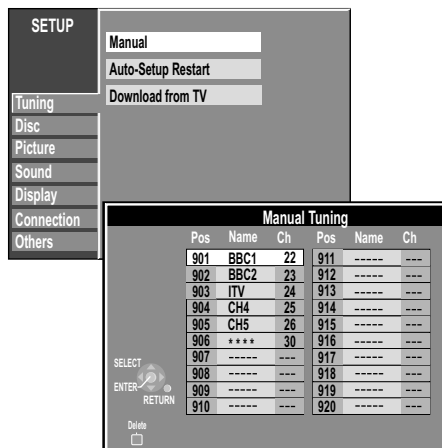 SETUP
Manual
Auto-Setup Restart
Download from TV
Tuning
Disc
Picture
Sound
Display
Connection
Others
Manual Tuning
Pos Name Ch Pos Name Ch
901 BBC1 22 911 ----- ---
902 BBC2 23 912 ----- ---
903 ITV 24 913 ----- ---
904 CH4 25 914 ----- ---
905 CH5 26 915 ----- ---
906 **** 30 916 ----- ---
907 ----- --- 917 ----- ---
908 ----- --- 918 ----- ---
909 ----- --- 919 ----- ---
910 ----- --- 920 ----- ---
SELECT
ENTER
RETURN
Delete